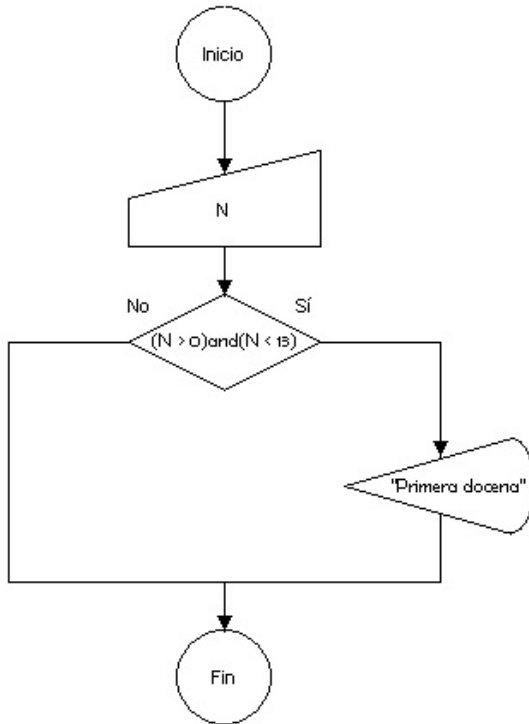 Inicio
N
No
Sí
(N > 0)and(N < 13)
"Primera docena"
Fin